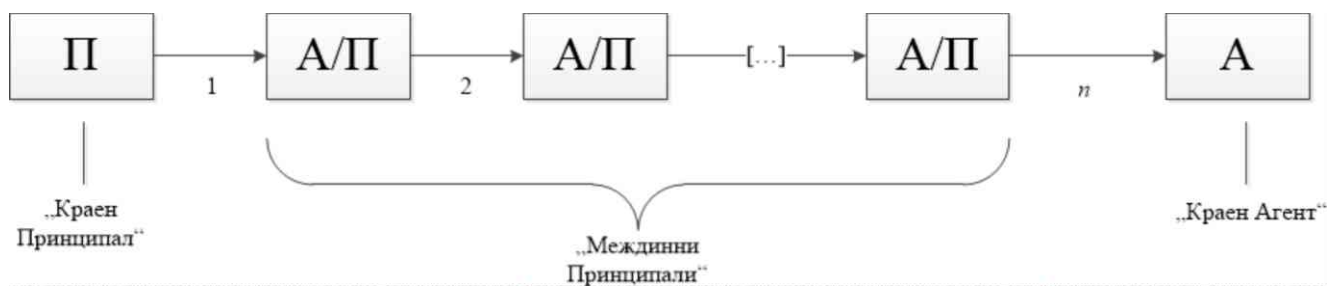 П А/П А/П [...] А/П А
1 2 n
„Краен
Принципал“
„Междинни
Принципали“
„Краен Агент“